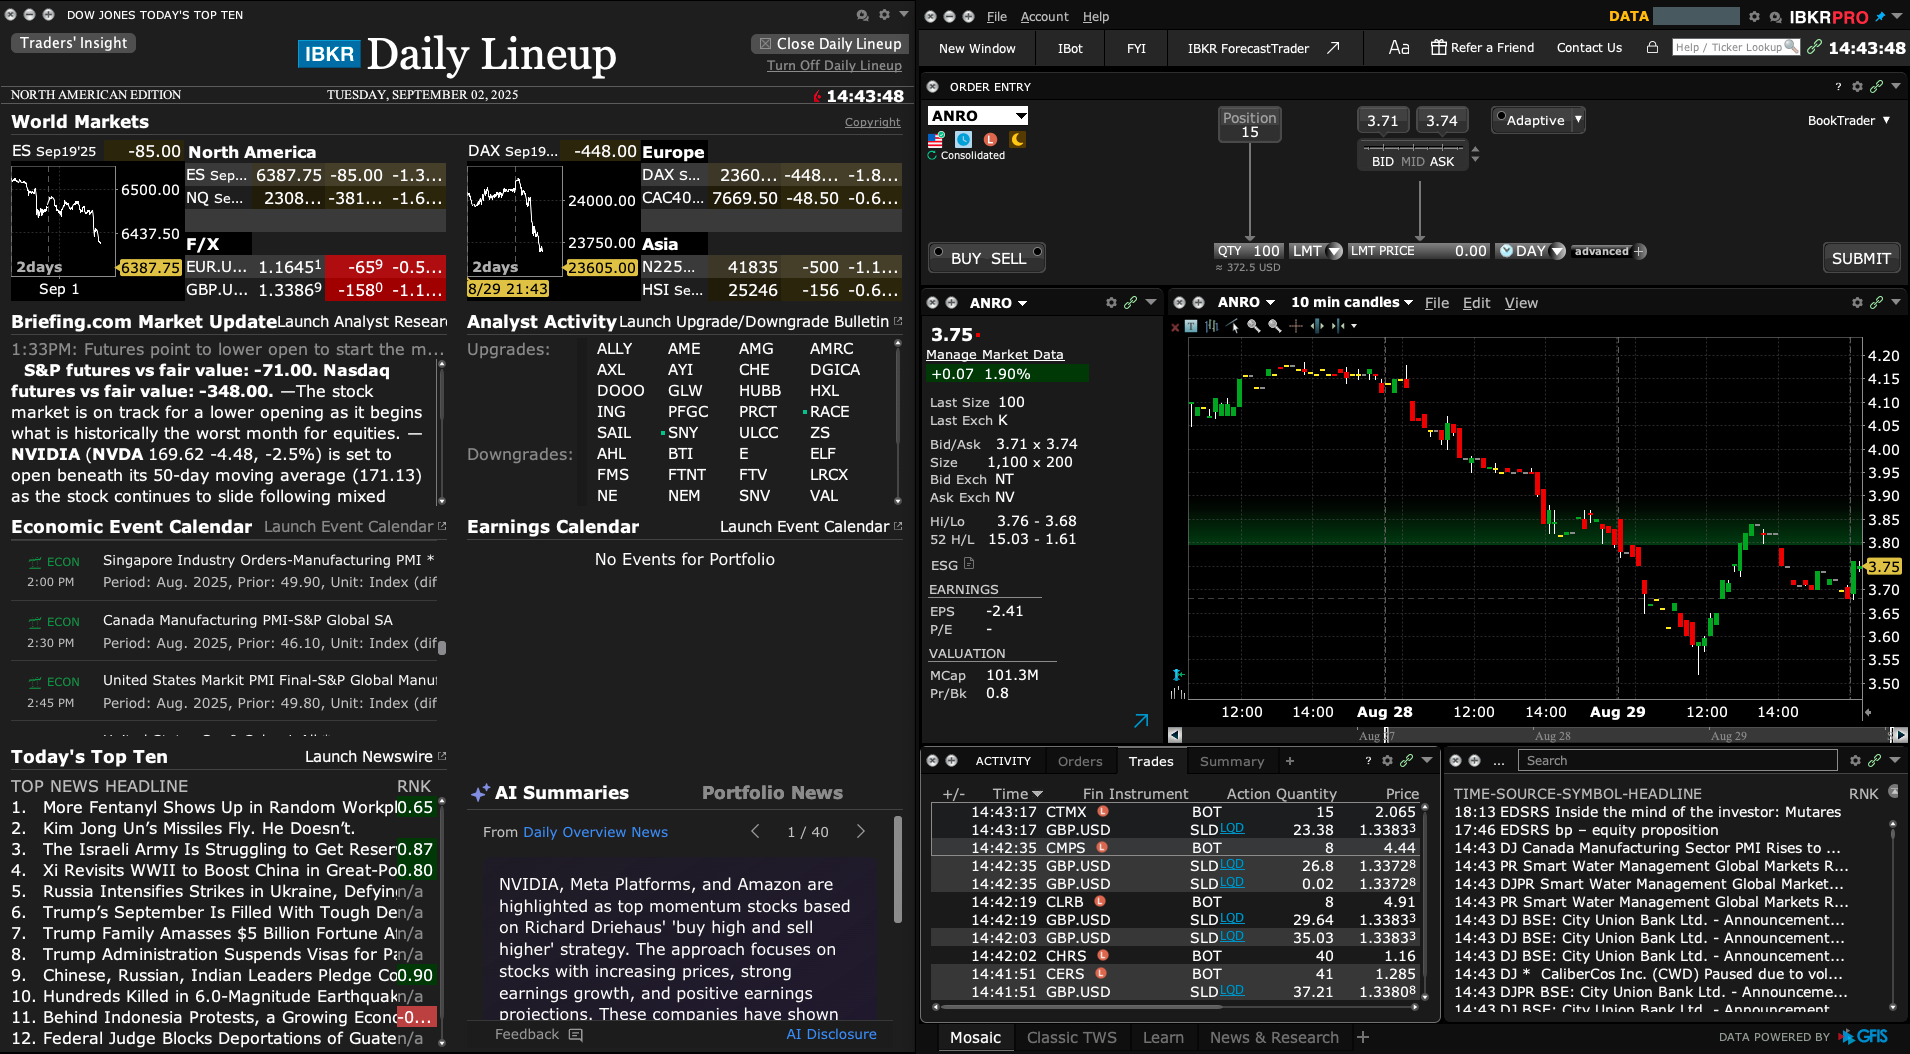 DOW JONES TODAY'S TOP TEN
Traders' Insight
IBKR Daily Lineup
Close Daily Lineup
Turn Off Daily Lineup
NORTH AMERICAN EDITION
TUESDAY, SEPTEMBER 02, 2025
14:43:48
World Markets
Copyright
ES Sep19'25 -85.00
6500.00
6437.50
6387.75
2days
Sep 1
North America
ES Sep... 6387.75 -85.00 -1.3...
NQ Se... 2308... -381... -1.6...
F/X
EUR.U... 1.16451 -659 -0.5...
GBP.U... 1.33869 -1580 -1.1...
DAX Sep19... -448.00
24000.00
23750.00
23605.00
2days
8/29 21:43
Europe
DAX S... 2360... -448... -1.8...
CAC40... 7669.50 -48.50 -0.6...
Asia
N225... 41835 -500 -1.1...
HSI Se... 25246 -156 -0.6...
Briefing.com Market Update
Launch Analyst Resear
1:33PM: Futures point to lower open to start the m...
S&P futures vs fair value: -71.00. Nasdaq
futures vs fair value: -348.00. —The stock
market is on track for a lower opening as it begins
what is historically the worst month for equities. —
NVIDIA (NVDA 169.62 -4.48, -2.5%) is set to
open beneath its 50-day moving average (171.13)
as the stock continues to slide following mixed
Analyst Activity
Launch Upgrade/Downgrade Bulletin
Upgrades: ALLY AME AMG AMRC
AXL AYI CHE DGICA
DOOO GLW HUBB HXL
ING PFGC PRCT RACE
SAIL SNY ULCC ZS
Downgrades: AHL BTI E ELF
FMS FTNT FTV LRCX
NE NEM SNV VAL
Economic Event Calendar
Launch Event Calendar
ECON Singapore Industry Orders-Manufacturing PMI *
2:00 PM Period: Aug. 2025, Prior: 49.90, Unit: Index (dif
ECON Canada Manufacturing PMI-S&P Global SA
2:30 PM Period: Aug. 2025, Prior: 46.10, Unit: Index (dif
ECON United States Markit PMI Final-S&P Global Manuf
2:45 PM Period: Aug. 2025, Prior: 49.80, Unit: Index (dif
Earnings Calendar
Launch Event Calendar
No Events for Portfolio
Today's Top Ten
Launch Newswire
TOP NEWS HEADLINE RNK
1. More Fentanyl Shows Up in Random Workpl 0.65
2. Kim Jong Un's Missiles Fly. He Doesn't.
3. The Israeli Army Is Struggling to Get Reser 0.87
4. Xi Revisits WWII to Boost China in Great-Po 0.80
5. Russia Intensifies Strikes in Ukraine, Defyin n/a
6. Trump's September Is Filled With Tough De n/a
7. Trump Family Amasses $5 Billion Fortune A n/a
8. Trump Administration Suspends Visas for Pa n/a
9. Chinese, Russian, Indian Leaders Pledge Co 0.90
10. Hundreds Killed in 6.0-Magnitude Earthquak n/a
11. Behind Indonesia Protests, a Growing Econo -0...
12. Federal Judge Blocks Deportations of Guate n/a
AI Summaries
Portfolio News
From Daily Overview News
1 / 40
NVIDIA, Meta Platforms, and Amazon are
highlighted as top momentum stocks based
on Richard Driehaus' 'buy high and sell
higher' strategy. The approach focuses on
stocks with increasing prices, strong
earnings growth, and positive earnings
projections. These companies have shown
Feedback
AI Disclosure
File Account Help
DATA
IBKRPRO
New Window IBot FYI IBKR ForecastTrader
Aa Refer a Friend Contact Us
Help / Ticker Lookup
14:43:48
ORDER ENTRY
?
ANRO
Consolidated
Position
15
3.71 3.74
BID MID ASK
Adaptive
BookTrader
BUY SELL
QTY 100 LMT LMT PRICE 0.00 DAY advanced +
≈ 372.5 USD
SUBMIT
ANRO
3.75
Manage Market Data
+0.07 1.90%
Last Size 100
Last Exch K
Bid/Ask 3.71 x 3.74
Size 1,100 x 200
Bid Exch NT
Ask Exch NV
Hi/Lo 3.76 - 3.68
52 H/L 15.03 - 1.61
ESG
EARNINGS
EPS -2.41
P/E -
VALUATION
MCap 101.3M
Pr/Bk 0.8
ANRO 10 min candles File Edit View
4.20
4.15
4.10
4.05
4.00
3.95
3.90
3.85
3.80
3.75
3.70
3.65
3.60
3.55
3.50
12:00 14:00 Aug 28 12:00 14:00 Aug 29 12:00 14:00
Aug 27 Aug 28 Aug 29
ACTIVITY Orders Trades Summary +
?
+/- Time Fin Instrument Action Quantity Price
14:43:17 CTMX L BOT 15 2.065
14:43:17 GBP.USD SLD LQD 23.38 1.33833
14:42:35 CMPS L BOT 8 4.44
14:42:35 GBP.USD SLD LQD 26.8 1.33728
14:42:35 GBP.USD SLD LQD 0.02 1.33728
14:42:19 CLRB L BOT 8 4.91
14:42:19 GBP.USD SLD LQD 29.64 1.33833
14:42:03 GBP.USD SLD LQD 35.03 1.33833
14:42:02 CHRS L BOT 40 1.16
14:41:51 CERS L BOT 41 1.285
14:41:51 GBP.USD SLD LQD 37.21 1.33808
...
Search
TIME-SOURCE-SYMBOL-HEADLINE RNK
18:13 EDSRS Inside the mind of the investor: Mutares
17:46 EDSRS bp – equity proposition
14:43 DJ Canada Manufacturing Sector PMI Rises to ...
14:43 PR Smart Water Management Global Markets R...
14:43 DJPR Smart Water Management Global Market...
14:43 PR Smart Water Management Global Markets R...
14:43 DJ BSE: City Union Bank Ltd. - Announcement...
14:43 DJ BSE: City Union Bank Ltd. - Announcement...
14:43 DJ BSE: City Union Bank Ltd. - Announcement...
14:43 DJ * CaliberCos Inc. (CWD) Paused due to vol...
14:43 DJPR BSE: City Union Bank Ltd. - Announcement...
14:43 DJ BSE: City Union Bank Ltd. - Announcement...
Mosaic Classic TWS Learn News & Research +
DATA POWERED BY GFIS